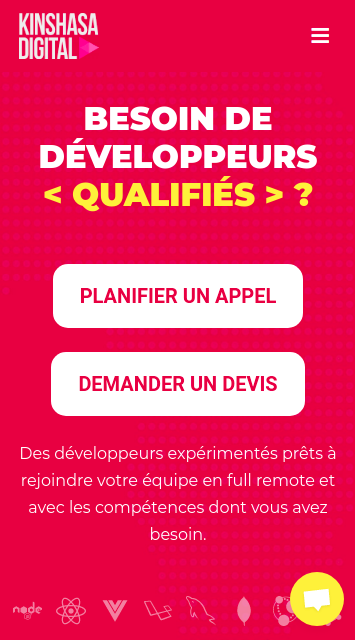 KINSHASA
DIGITAL
BESOIN DE
DÉVELOPPEURS
< QUALIFIÉS > ?
PLANIFIER UN APPEL
DEMANDER UN DEVIS
Des développeurs expérimentés prêts à
rejoindre votre équipe en full remote et
avec les compétences dont vous avez
besoin.
node